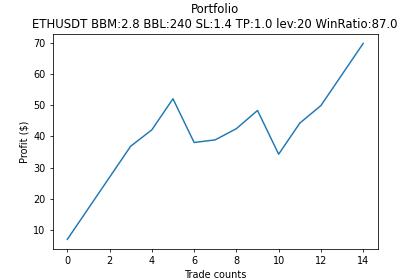 Portfolio
ETHUSDT BBM:2.8 BBL:240 SL:1.4 TP:1.0 lev:20 WinRatio:87.0
70
60
50
40
30
20
10
Profit ($)
0 2 4 6 8 10 12 14
Trade counts